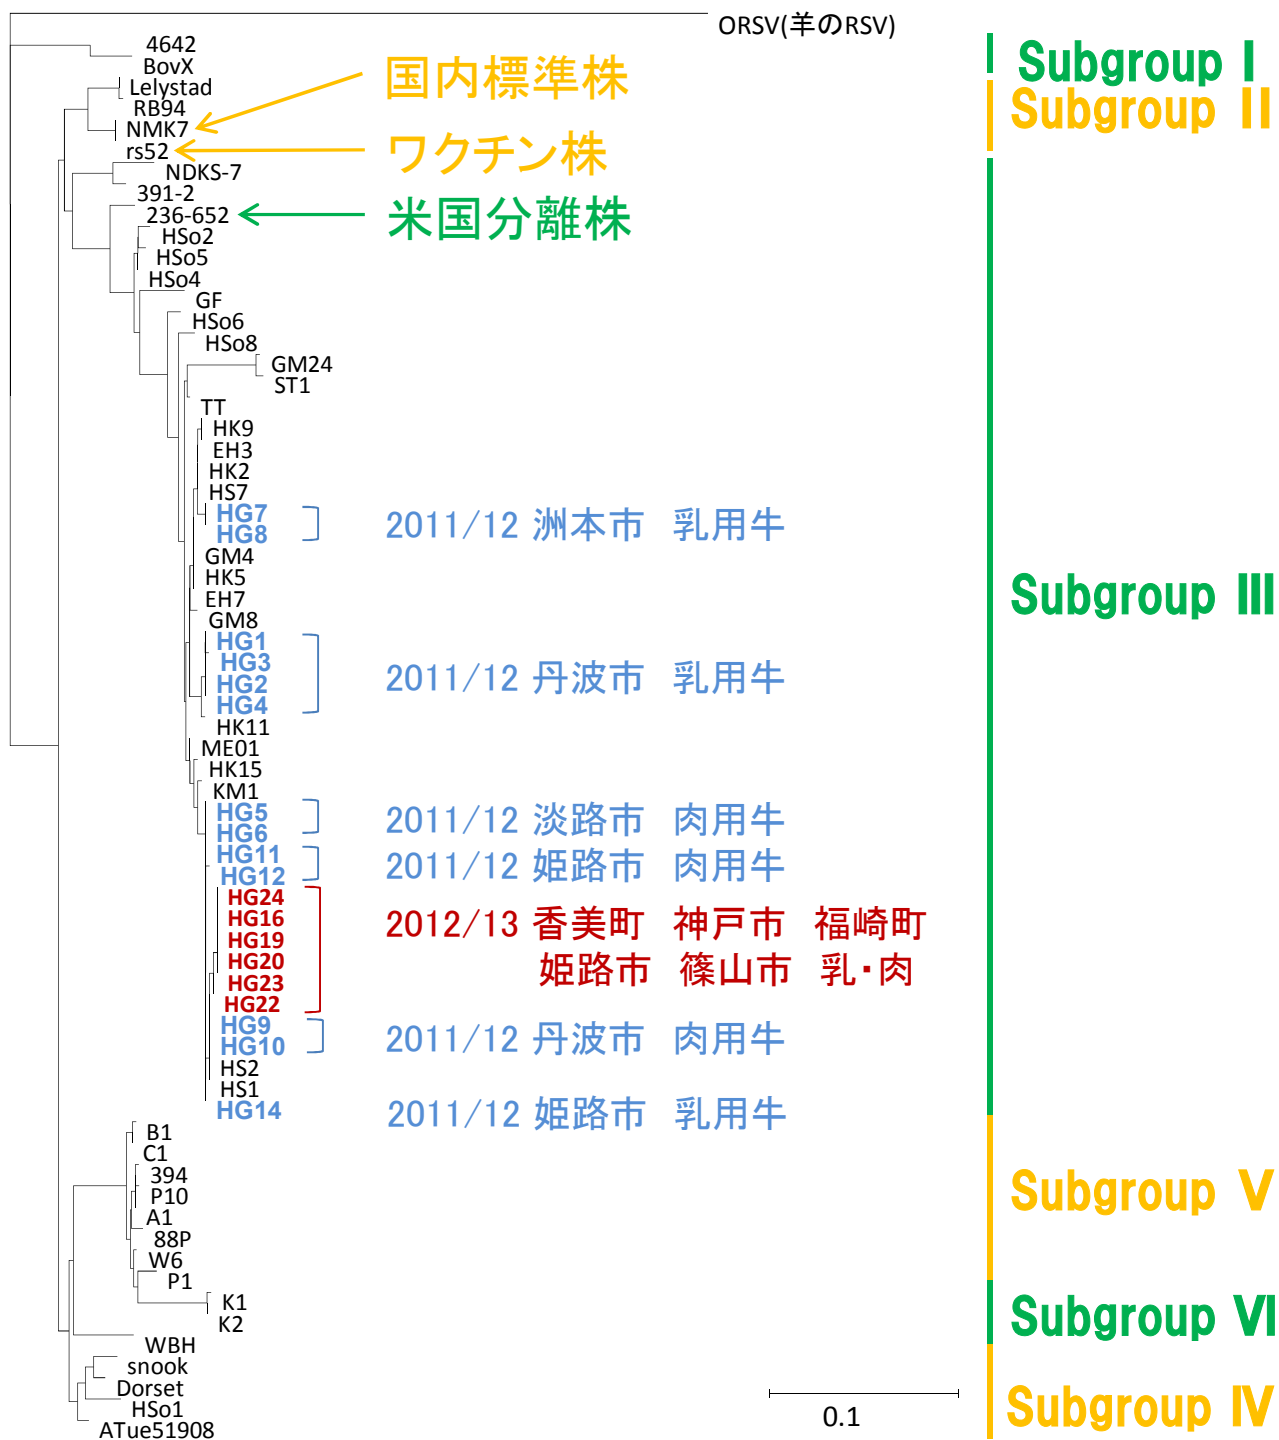 ORSV(羊のRSV)
4642
BovX
Lelystad
RB94
NMK7
rs52
NDKS-7
391-2
236-652
HSo2
HSo5
HSo4
GF
HSo6
HSo8
GM24
ST1
TT
HK9
EH3
HK2
HS7
HG7
HG8
GM4
HK5
EH7
GM8
HG1
HG3
HG2
HG4
HK11
ME01
HK15
KM1
HG5
HG6
HG11
HG12
HG24
HG16
HG19
HG20
HG23
HG22
HG9
HG10
HS2
HS1
HG14
B1
C1
394
P10
A1
88P
W6
P1
K1
K2
WBH
snook
Dorset
HSo1
ATue51908
国内標準株
ワクチン株
米国分離株
2011/12 洲本市 乳用牛
2011/12 丹波市 乳用牛
2011/12 淡路市 肉用牛
2011/12 姫路市 肉用牛
2012/13 香美町 神戸市 福崎町
姫路市 篠山市 乳・肉
2011/12 丹波市 肉用牛
2011/12 姫路市 乳用牛
0.1
Subgroup Ⅰ
Subgroup Ⅱ
Subgroup Ⅲ
Subgroup Ⅴ
Subgroup Ⅵ
Subgroup Ⅳ